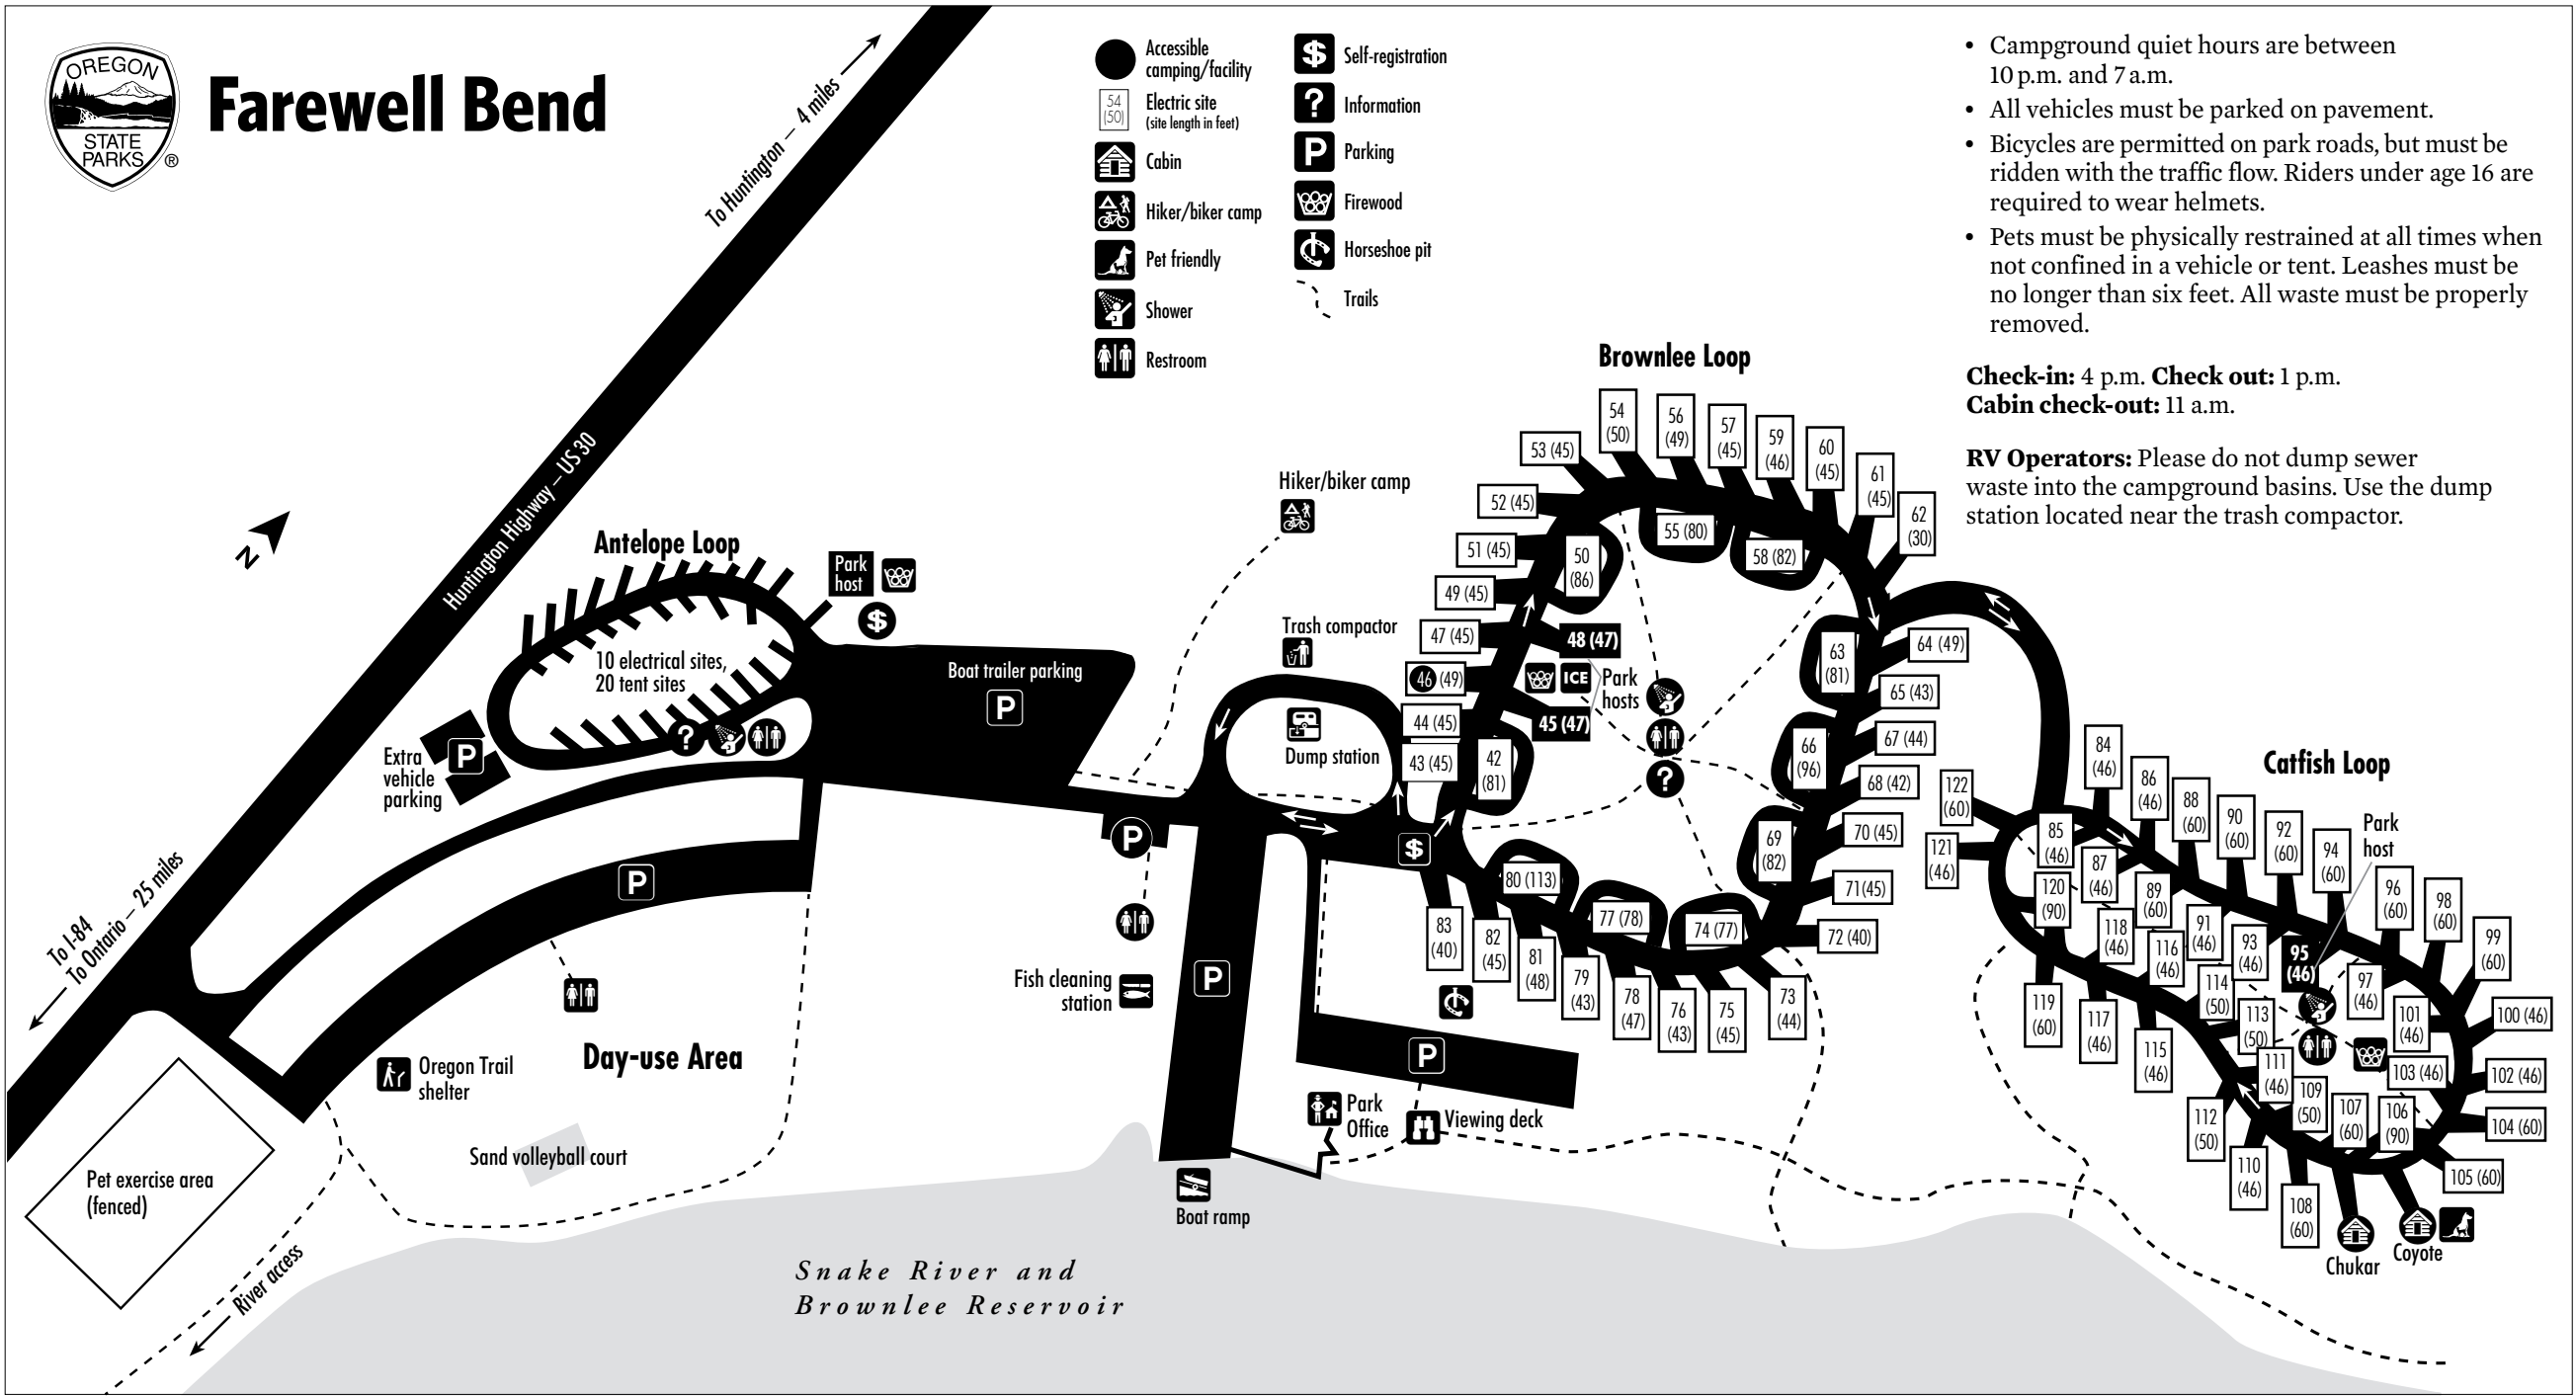 OREGON
STATE
PARKS
®
Farewell Bend
To Huntington — 4 miles
Huntington Highway — US 30
To I-84
To Ontario — 25 miles
N
Accessible
camping/facility
54
(50)
Electric site
(site length in feet)
Cabin
Hiker/biker camp
Pet friendly
Shower
Restroom
$
Self-registration
?
Information
P
Parking
Firewood
Horseshoe pit
Trails
• Campground quiet hours are between
10 p.m. and 7 a.m.
• All vehicles must be parked on pavement.
• Bicycles are permitted on park roads, but must be
ridden with the traffic flow. Riders under age 16 are
required to wear helmets.
• Pets must be physically restrained at all times when
not confined in a vehicle or tent. Leashes must be
no longer than six feet. All waste must be properly
removed.
Check-in: 4 p.m. Check out: 1 p.m.
Cabin check-out: 11 a.m.
RV Operators: Please do not dump sewer
waste into the campground basins. Use the dump
station located near the trash compactor.
Antelope Loop
Park
host
$
10 electrical sites,
20 tent sites
?
Extra
vehicle
parking
P
Boat trailer parking
P
P
Day-use Area
Oregon Trail
shelter
Sand volleyball court
Pet exercise area
(fenced)
River access
Hiker/biker camp
Trash compactor
Dump station
P
Fish cleaning
station
P
$
P
Park
Office
Viewing deck
Boat ramp
Snake River and
Brownlee Reservoir
Brownlee Loop
42
(81)
43 (45)
44 (45)
45 (47)
46 (49)
47 (45)
48 (47)
49 (45)
50
(86)
51 (45)
52 (45)
53 (45)
54
(50)
55 (80)
56
(49)
57
(45)
58 (82)
59
(46)
60
(45)
61
(45)
62
(30)
63
(81)
64 (49)
65 (43)
66
(96)
67 (44)
68 (42)
69
(82)
70 (45)
71(45)
72 (40)
73
(44)
74 (77)
75
(45)
76
(43)
77 (78)
78
(47)
79
(43)
80 (113)
81
(48)
82
(45)
83
(40)
ICE
Park
hosts
?
Catfish Loop
Park
host
84
(46)
85
(46)
86
(46)
87
(46)
88
(60)
89
(60)
90
(60)
91
(46)
92
(60)
93
(46)
94
(60)
95
(46)
96
(60)
97
(46)
98
(60)
99
(60)
100 (46)
101
(46)
102 (46)
103 (46)
104 (60)
105 (60)
106
(90)
107
(60)
108
(60)
109
(50)
110
(46)
111
(46)
112
(50)
113
(50)
114
(50)
115
(46)
116
(46)
117
(46)
118
(46)
119
(60)
120
(90)
121
(46)
122
(60)
Chukar
Coyote